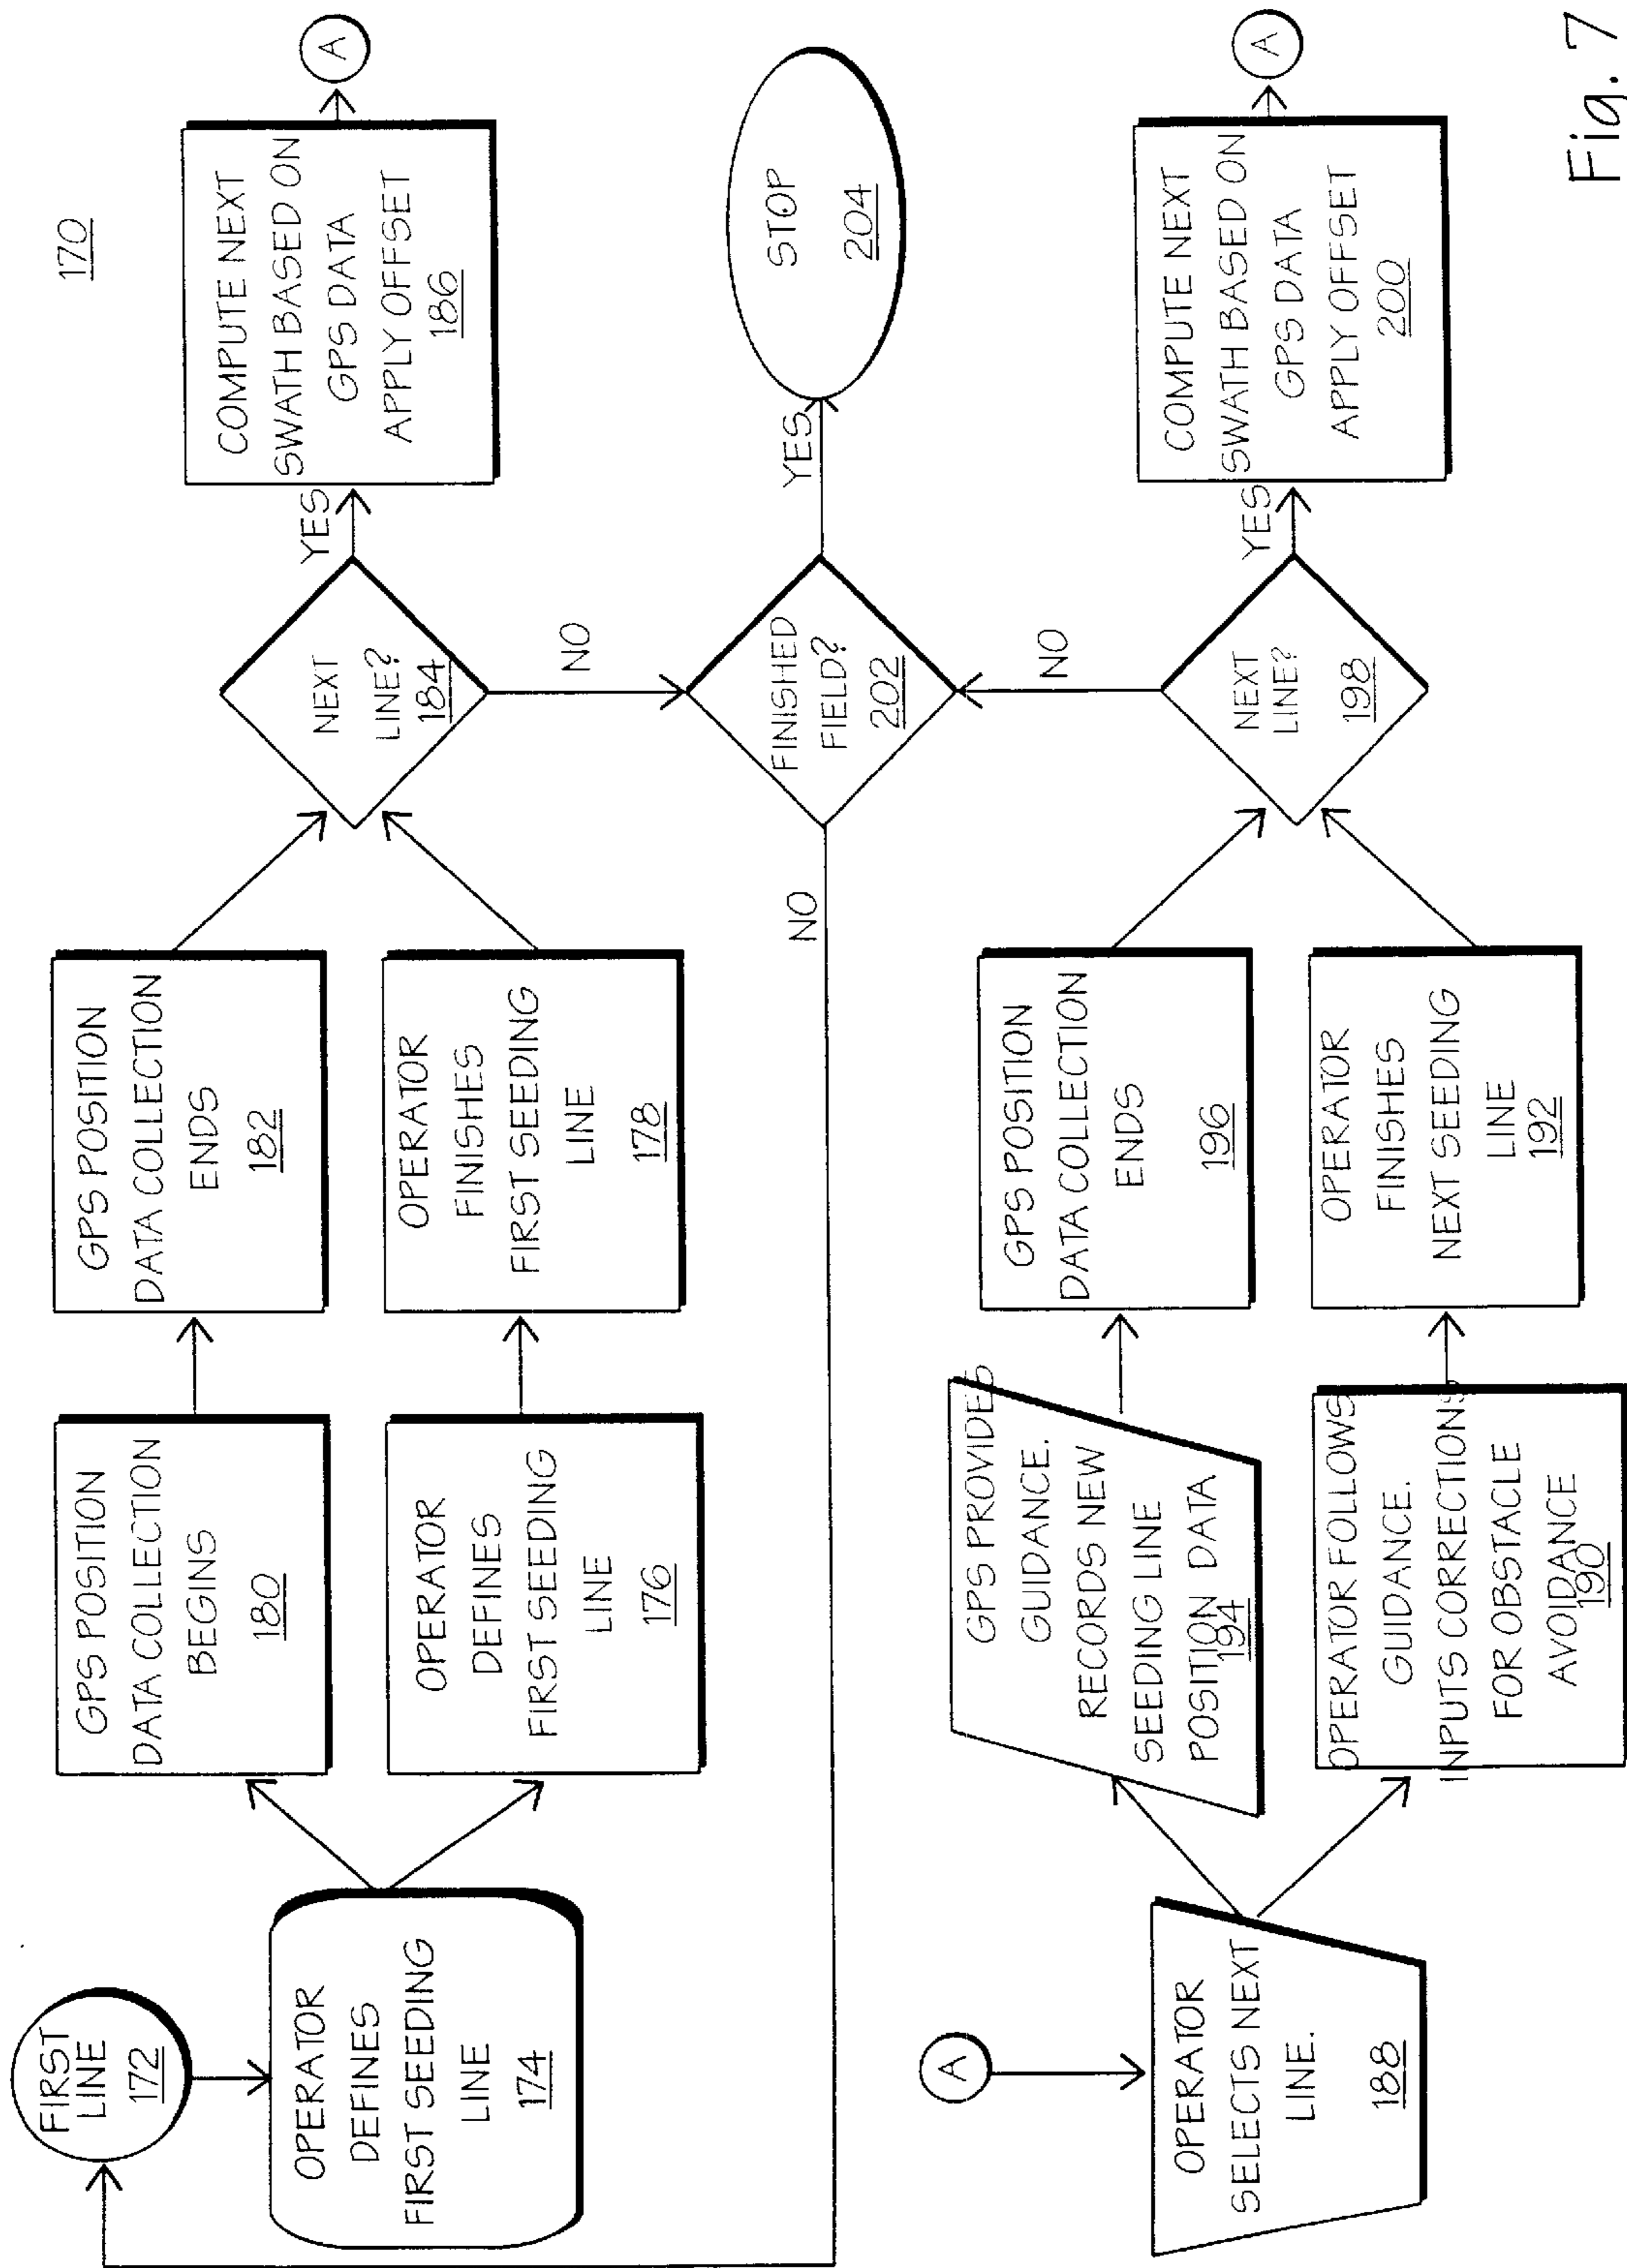 170
FIRST
LINE
172
OPERATOR
DEFINES
FIRST SEEDING
LINE
174
GPS POSITION
DATA COLLECTION
BEGINS
180
OPERATOR
DEFINES
FIRST SEEDING
LINE
176
GPS POSITION
DATA COLLECTION
ENDS
182
OPERATOR
FINISHES
FIRST SEEDING
LINE
178
NEXT
LINE?
184
YES
NO
COMPUTE NEXT
SWATH BASED ON
GPS DATA
APPLY OFFSET
186
A
NO
FINISHED
FIELD?
202
YES
STOP
204
A
OPERATOR
SELECTS NEXT
LINE.
188
GPS PROVIDES
GUIDANCE.
RECORDS NEW
SEEDING LINE
POSITION DATA
194
OPERATOR FOLLOWS
GUIDANCE.
INPUTS CORRECTIONS
FOR OBSTACLE
AVOIDANCE
190
GPS POSITION
DATA COLLECTION
ENDS
196
OPERATOR
FINISHES
NEXT SEEDING
LINE
192
NEXT
LINE?
198
YES
NO
COMPUTE NEXT
SWATH BASED ON
GPS DATA
APPLY OFFSET
200
A
Fig. 7